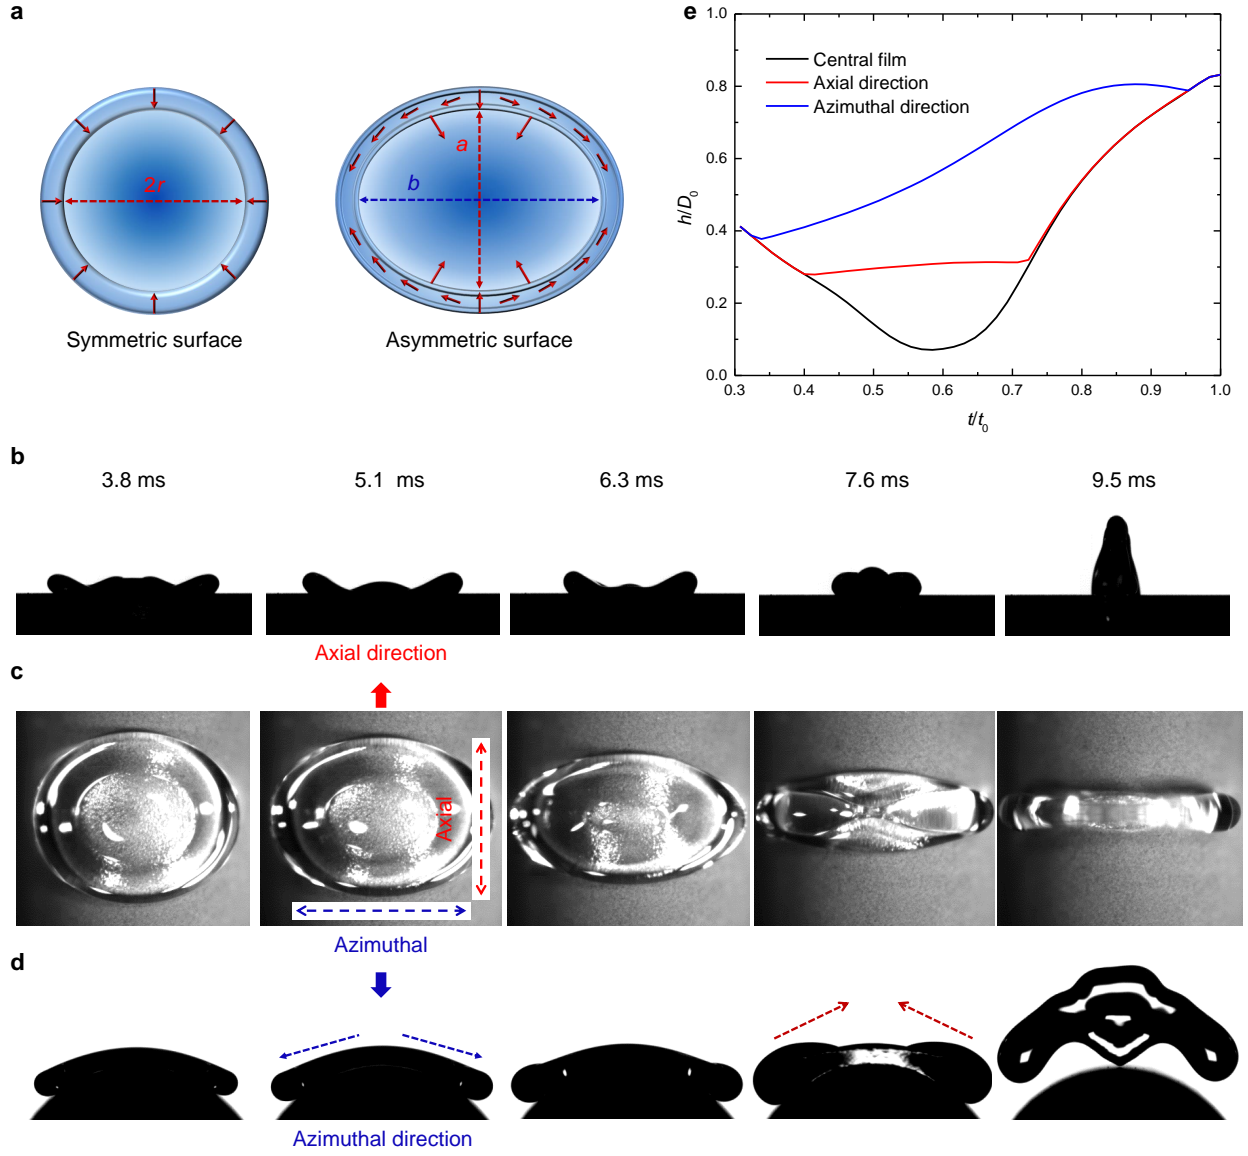 a
2r
Symmetric surface
a
b
Asymmetric surface
e
1.0
0.8
0.6
0.4
0.2
0.0
h/D0
Central film
Axial direction
Azimuthal direction
0.3 0.4 0.5 0.6 0.7 0.8 0.9 1.0
t/t0
b
3.8 ms 5.1 ms 6.3 ms 7.6 ms 9.5 ms
Axial direction
c
Axial
Azimuthal
d
Azimuthal direction